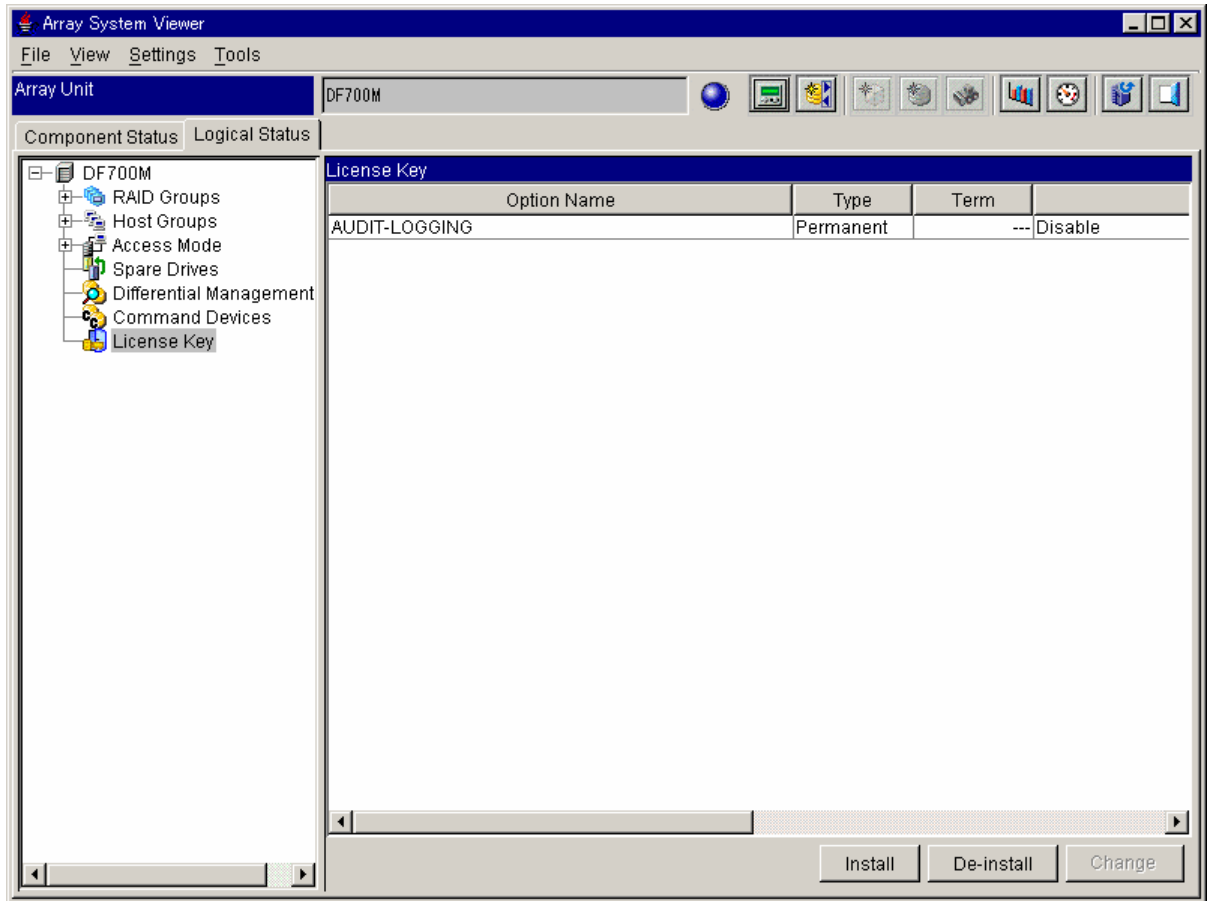 Array System Viewer
File View Settings Tools
Array Unit
DF700M
Component Status Logical Status
DF700M
RAID Groups
Host Groups
Access Mode
Spare Drives
Differential Management
Command Devices
License Key
License Key
Option Name Type Term
AUDIT-LOGGING Permanent --- Disable
Install De-install Change